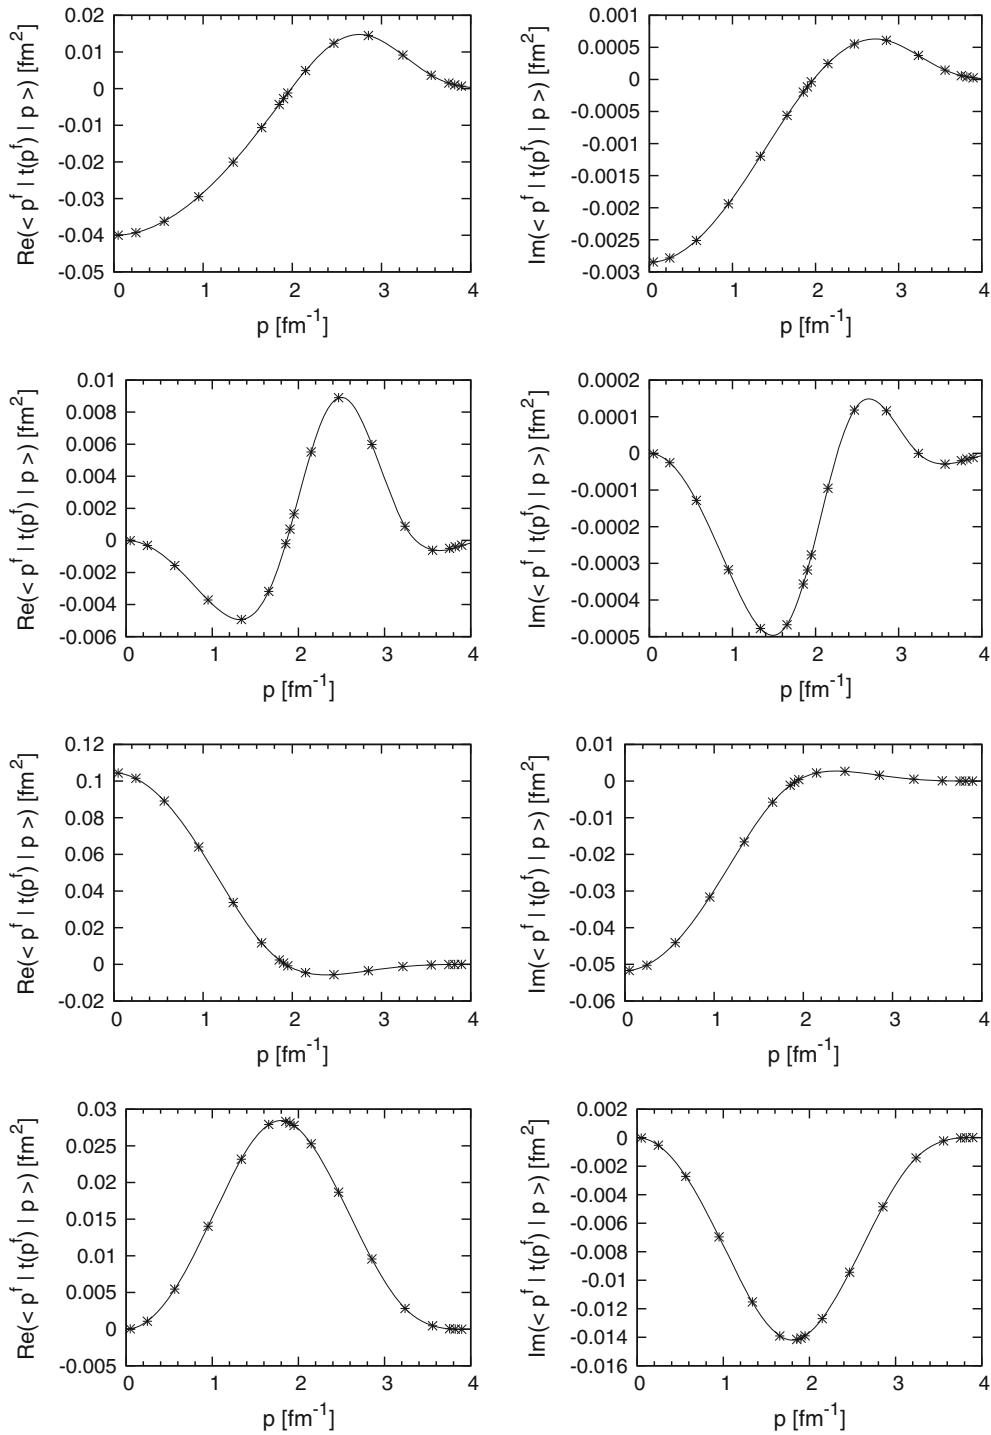 Re(< p^f | t(p^f) | p >) [fm^2]
0.02
0.01
0
-0.01
-0.02
-0.03
-0.04
-0.05
0 1 2 3 4
p [fm^-1]
Im(< p^f | t(p^f) | p >) [fm^2]
0.001
0.0005
0
-0.0005
-0.001
-0.0015
-0.002
-0.0025
-0.003
0 1 2 3 4
p [fm^-1]
Re(< p^f | t(p^f) | p >) [fm^2]
0.01
0.008
0.006
0.004
0.002
0
-0.002
-0.004
-0.006
0 1 2 3 4
p [fm^-1]
Im(< p^f | t(p^f) | p >) [fm^2]
0.0002
0.0001
0
-0.0001
-0.0002
-0.0003
-0.0004
-0.0005
0 1 2 3 4
p [fm^-1]
Re(< p^f | t(p^f) | p >) [fm^2]
0.12
0.1
0.08
0.06
0.04
0.02
0
-0.02
0 1 2 3 4
p [fm^-1]
Im(< p^f | t(p^f) | p >) [fm^2]
0.01
0
-0.01
-0.02
-0.03
-0.04
-0.05
-0.06
0 1 2 3 4
p [fm^-1]
Re(< p^f | t(p^f) | p >) [fm^2]
0.03
0.025
0.02
0.015
0.01
0.005
0
-0.005
0 1 2 3 4
p [fm^-1]
Im(< p^f | t(p^f) | p >) [fm^2]
0.002
0
-0.002
-0.004
-0.006
-0.008
-0.01
-0.012
-0.014
-0.016
0 1 2 3 4
p [fm^-1]